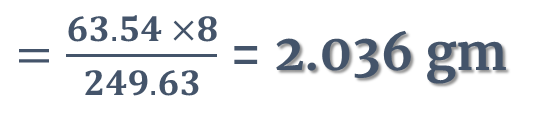 = 63.54 ×8 / 249.63 = 2.036 gm